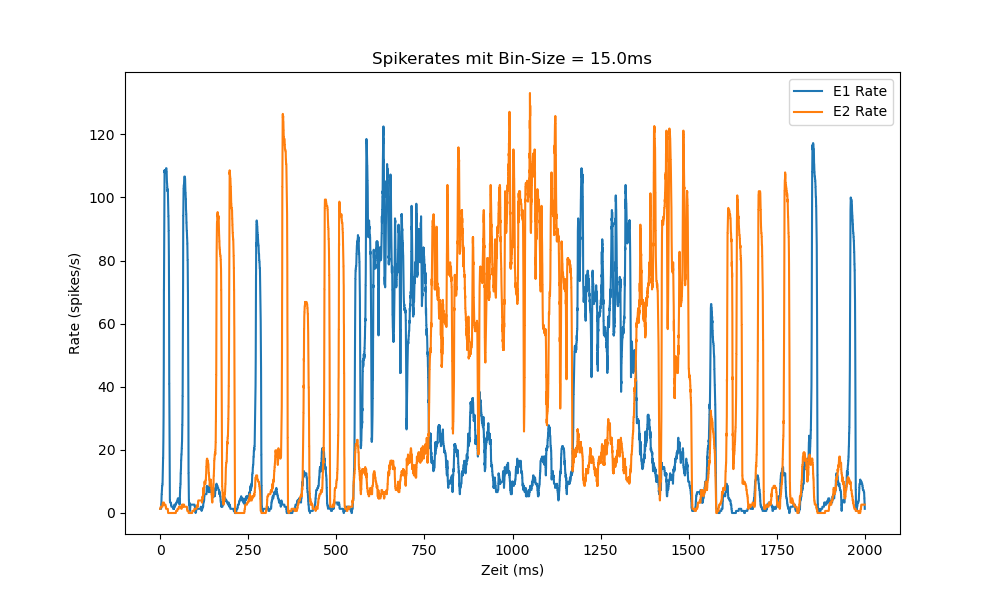 Spikerates mit Bin-Size = 15.0ms
E1 Rate
E2 Rate
Rate (spikes/s)
120
100
80
60
40
20
0
0 250 500 750 1000 1250 1500 1750 2000
Zeit (ms)